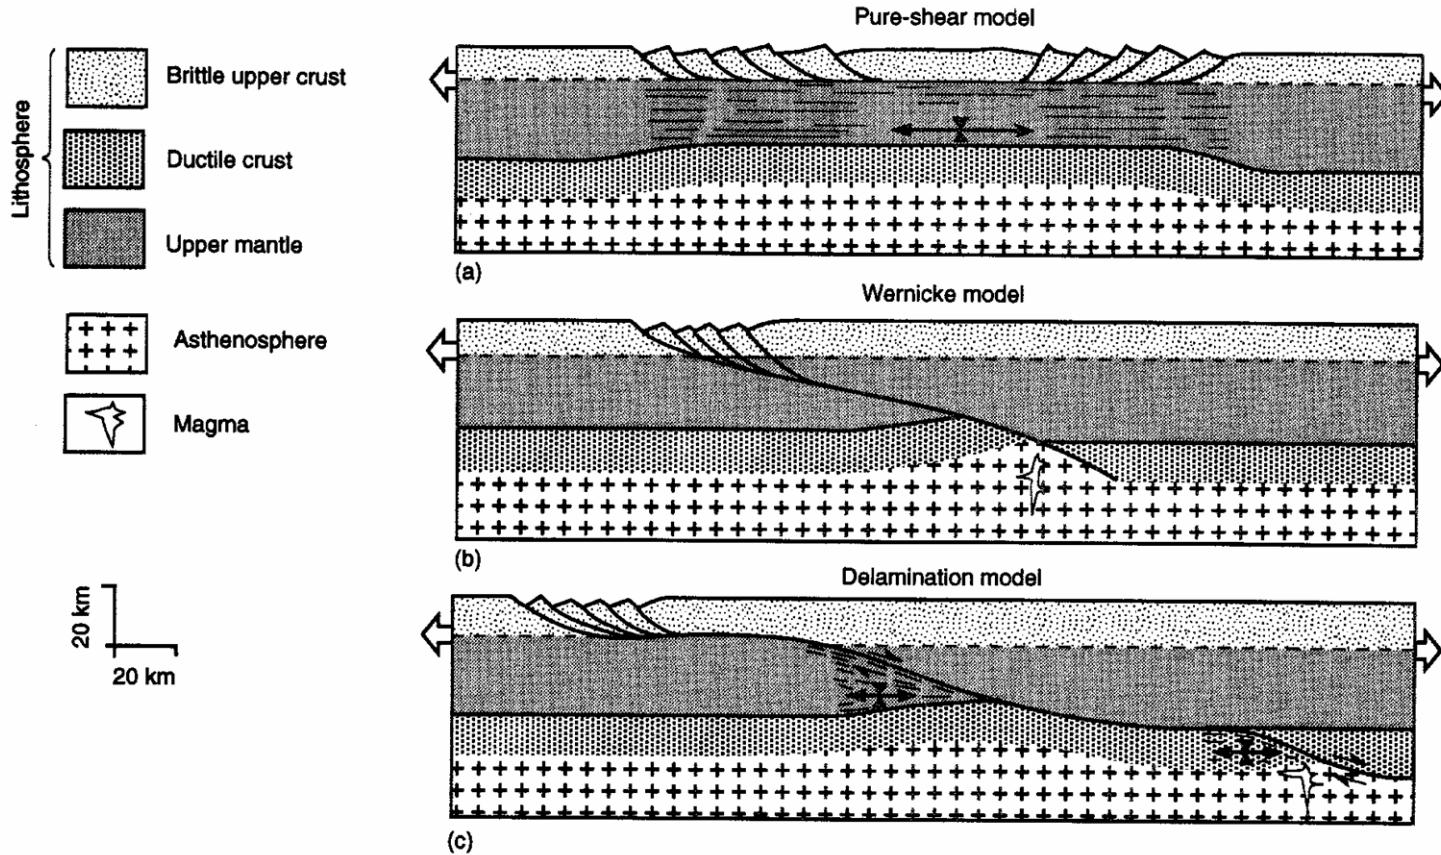 Pure-shear model
Lithosphere
Brittle upper crust
Ductile crust
Upper mantle
Asthenosphere
Magma
(a)
Wernicke model
(b)
Delamination model
20 km
20 km
(c)